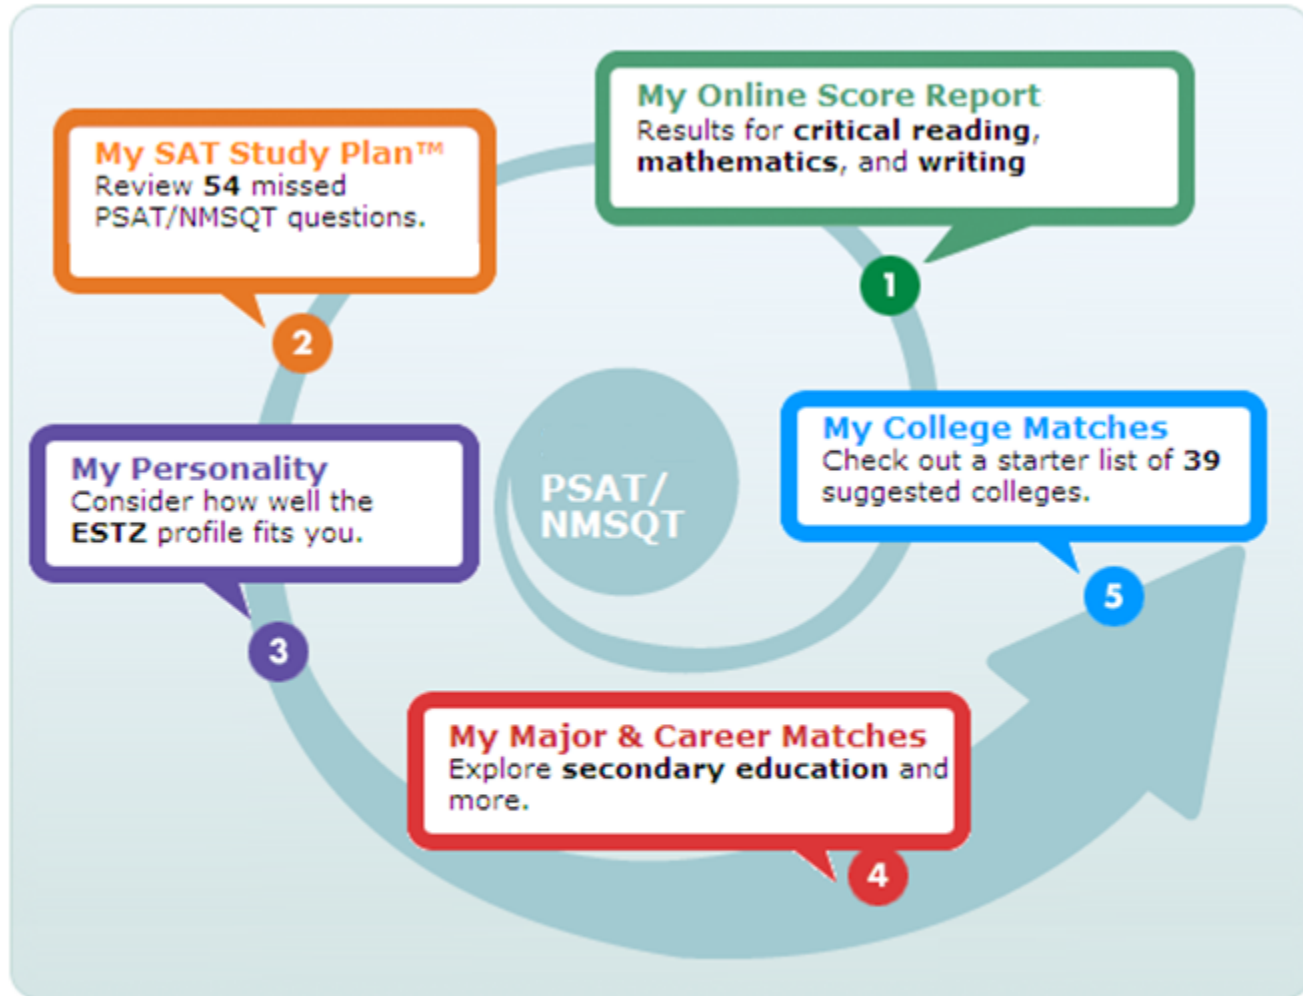 My Online Score Report
Results for critical reading,
mathematics, and writing
1
My SAT Study Plan™
Review 54 missed
PSAT/NMSQT questions.
2
My Personality
Consider how well the
ESTZ profile fits you.
3
My Major & Career Matches
Explore secondary education and
more.
4
My College Matches
Check out a starter list of 39
suggested colleges.
5
PSAT/
NMSQT